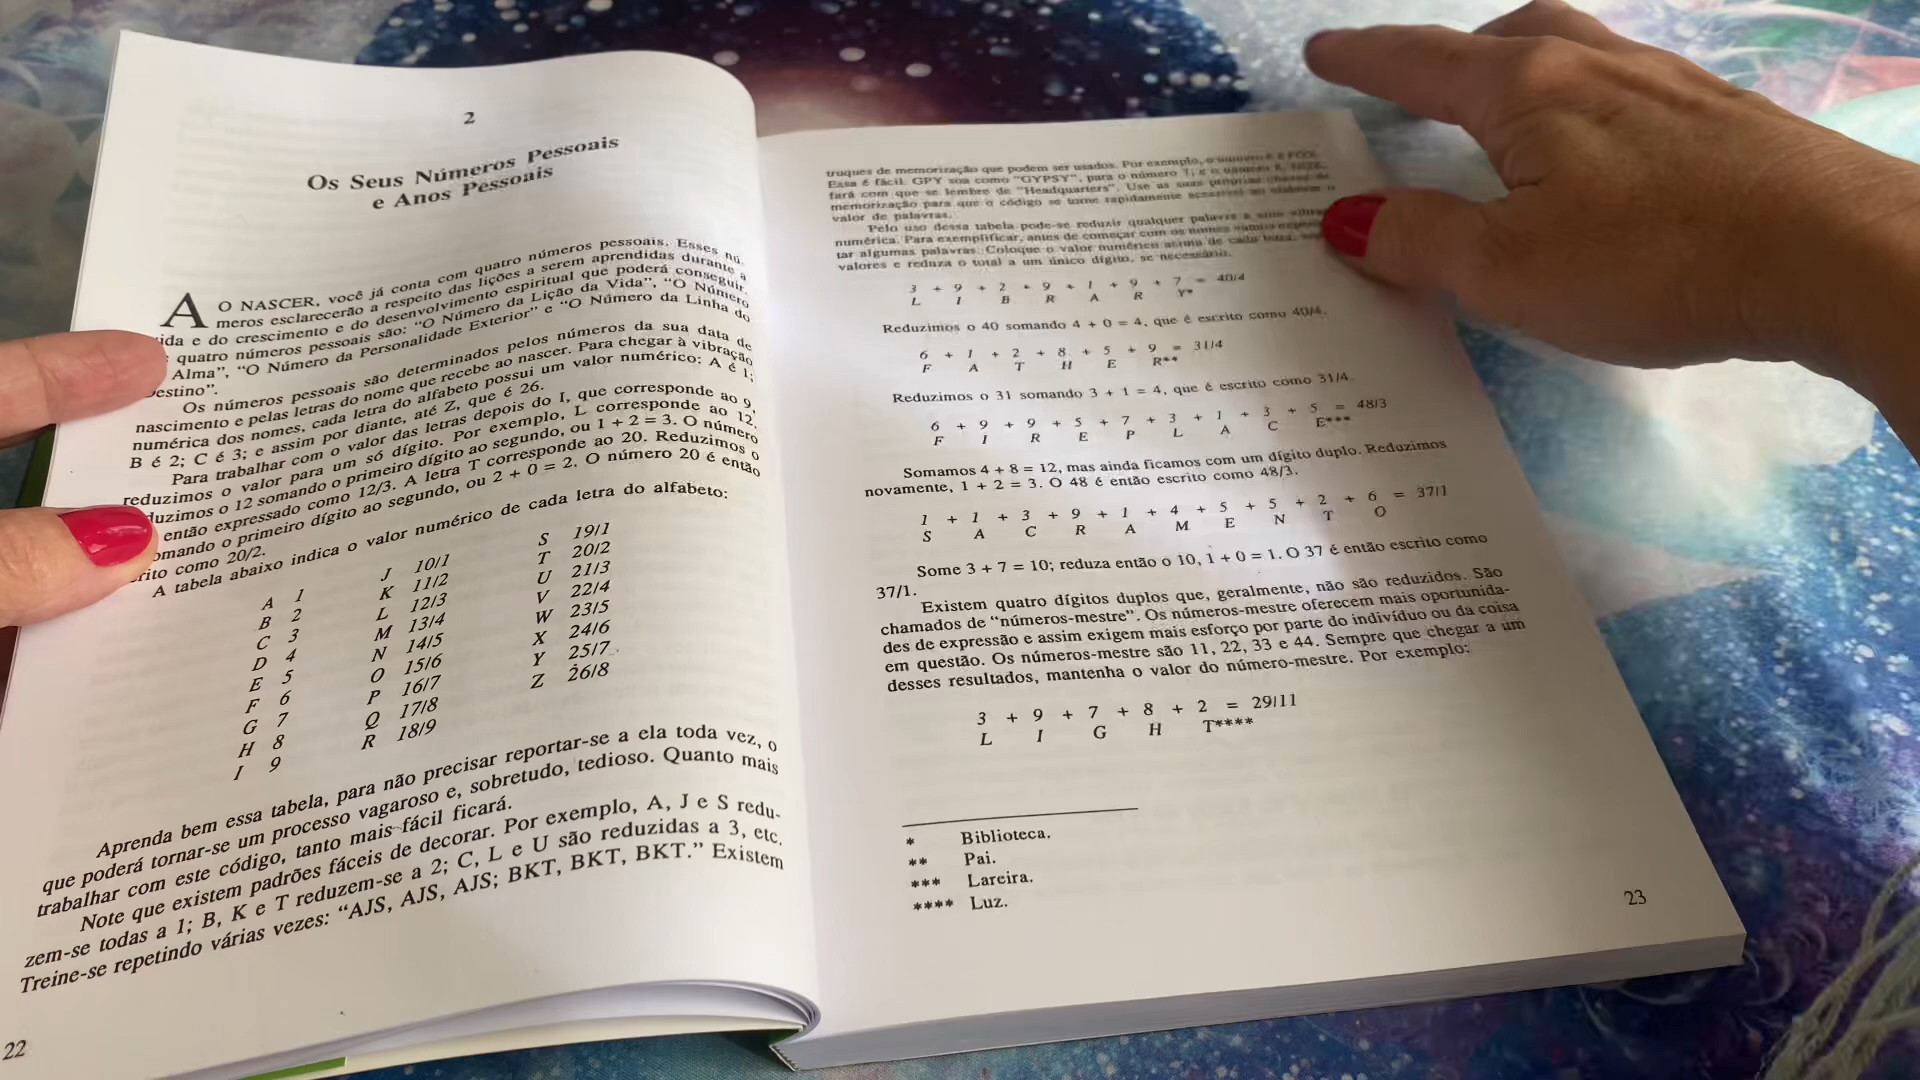 2
Os Seus Números Pessoais
e Anos Pessoais
AO NASCER, você já conta com quatro números pessoais. Esses nú-
meros esclarecerão a respeito das lições a serem aprendidas durante a
ida e do crescimento e do desenvolvimento espiritual que poderá conseguir.
quatro números pessoais são: "O Número da Lição da Vida", "O Número
Alma", "O Número da Personalidade Exterior" e "O Número da Linha do
estino".
Os números pessoais são determinados pelos números da sua data de
nascimento e pelas letras do nome que recebe ao nascer. Para chegar à vibração
numérica dos nomes, cada letra do alfabeto possui um valor numérico: A é 1;
B é 2; C é 3; e assim por diante, até Z, que é 26.
Para trabalhar com o valor das letras depois do I, que corresponde ao 9,
reduzimos o valor para um só dígito. Por exemplo, L corresponde ao 12.
duzimos o 12 somando o primeiro dígito ao segundo, ou 1 + 2 = 3. O número
então expressado como 12/3. A letra T corresponde ao 20. Reduzimos o
omando o primeiro dígito ao segundo, ou 2 + 0 = 2. O número 20 é então
rito como 20/2.
A tabela abaixo indica o valor numérico de cada letra do alfabeto:
A 1 J 10/1 S 19/1
B 2 K 11/2 T 20/2
C 3 L 12/3 U 21/3
D 4 M 13/4 V 22/4
E 5 N 14/5 W 23/5
F 6 O 15/6 X 24/6
G 7 P 16/7 Y 25/7
H 8 Q 17/8 Z 26/8
I 9 R 18/9
Aprenda bem essa tabela, para não precisar reportar-se a ela toda vez, o
que poderá tornar-se um processo vagaroso e, sobretudo, tedioso. Quanto mais
trabalhar com este código, tanto mais fácil ficará.
Note que existem padrões fáceis de decorar. Por exemplo, A, J e S redu-
zem-se todas a 1; B, K e T reduzem-se a 2; C, L e U são reduzidas a 3, etc.
Treine-se repetindo várias vezes: "AJS, AJS, AJS; BKT, BKT, BKT." Existem
22
truques de memorização que podem ser usados. Por exemplo, o número 6 é FOX.
Essa é fácil. GPY soa como "GYPSY", para o número 7; e o número 8, HQZ,
fará com que se lembre de "Headquarters". Use as suas próprias
memorização para que o código se torne rapidamente
valor de palavras.
Pelo uso dessa tabela pode-se reduzir qualquer palavra a uma
numérica. Para exemplificar, antes de começar com os nomes vamos
tar algumas palavras. Coloque o valor numérico acima de cada letra,
valores e reduza o total a um único dígito, se necessário.
3 + 9 + 2 + 9 + 1 + 9 + 7 = 40/4
L I B R A R Y*
Reduzimos o 40 somando 4 + 0 = 4, que é escrito como 40/4.
6 + 1 + 2 + 8 + 5 + 9 = 31/4
F A T H E R**
Reduzimos o 31 somando 3 + 1 = 4, que é escrito como 31/4.
6 + 9 + 9 + 5 + 7 + 3 + 1 + 3 + 5 = 48/3
F I R E P L A C E***
Somamos 4 + 8 = 12, mas ainda ficamos com um dígito duplo. Reduzimos
novamente, 1 + 2 = 3. O 48 é então escrito como 48/3.
1 + 1 + 3 + 9 + 1 + 4 + 5 + 5 + 2 + 6 = 37/1
S A C R A M E N T O
Some 3 + 7 = 10; reduza então o 10, 1 + 0 = 1. O 37 é então escrito como
37/1.
Existem quatro dígitos duplos que, geralmente, não são reduzidos. São
chamados de "números-mestre". Os números-mestre oferecem mais oportunida-
des de expressão e assim exigem mais esforço por parte do indivíduo ou da coisa
em questão. Os números-mestre são 11, 22, 33 e 44. Sempre que chegar a um
desses resultados, mantenha o valor do número-mestre. Por exemplo:
3 + 9 + 7 + 8 + 2 = 29/11
L I G H T****
* Biblioteca.
** Pai.
*** Lareira.
**** Luz.
23